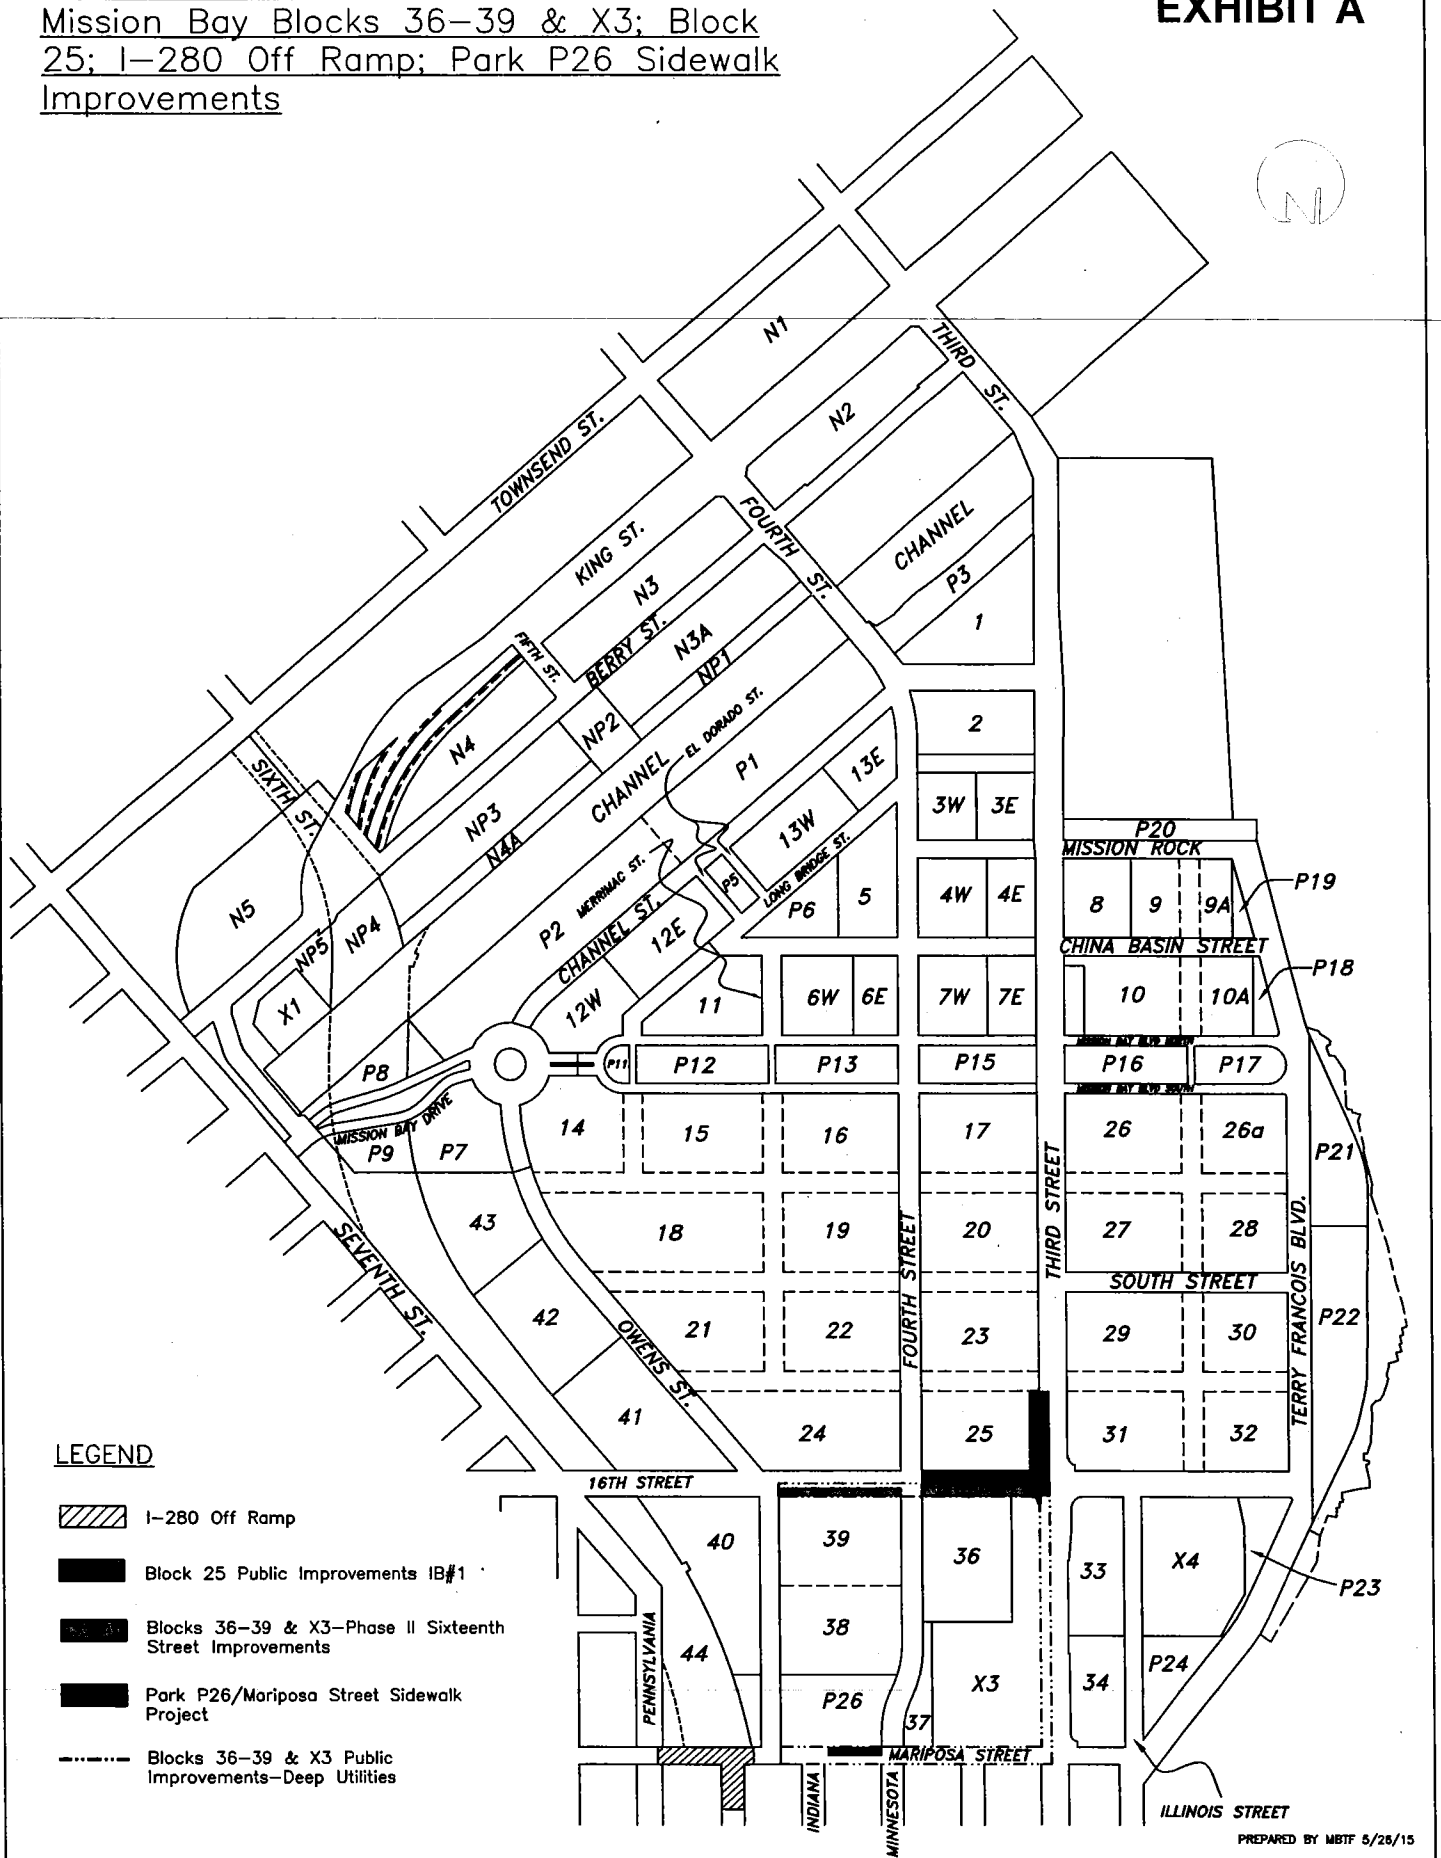 Mission Bay Blocks 36-39 & X3; Block
25; I-280 Off Ramp; Park P26 Sidewalk
Improvements
EXHIBIT A
N
N1
THIRD ST.
N2
TOWNSEND ST.
FOURTH ST.
CHANNEL
KING ST.
P3
N3
1
BERRY ST.
FIFTH ST.
N3A
NP1
EL DORADO ST.
NP2
2
N4
CHANNEL
P1
13E
SIXTH ST.
3W
3E
NP3
N4A
13W
P20
MISSION ROCK
LONG BRIDGE ST.
MERRIMAC ST.
P5
P19
N5
P2
CHANNEL ST.
12E
P6
5
4W
4E
8
9
9A
NP4
NP5
CHINA BASIN STREET
P18
X1
12W
11
6W
6E
7W
7E
10
10A
MISSION BAY BLVD NORTH
P8
P11
P12
P13
P15
P16
P17
MISSION BAY BLVD SOUTH
MISSION BAY DRIVE
P9
P7
14
15
16
17
26
26a
P21
43
18
19
20
27
28
SEVENTH ST.
FOURTH STREET
THIRD STREET
TERRY FRANCOIS BLVD.
SOUTH STREET
42
OWENS ST.
21
22
23
29
30
P22
41
24
25
31
32
16TH STREET
40
39
36
33
X4
P23
38
PENNSYLVANIA
44
P26
37
X3
34
P24
MARIPOSA STREET
INDIANA
MINNESOTA
ILLINOIS STREET
LEGEND
I-280 Off Ramp
Block 25 Public Improvements IB#1
Blocks 36-39 & X3-Phase II Sixteenth
Street Improvements
Park P26/Mariposa Street Sidewalk
Project
Blocks 36-39 & X3 Public
Improvements-Deep Utilities
PREPARED BY MBTF 5/26/15